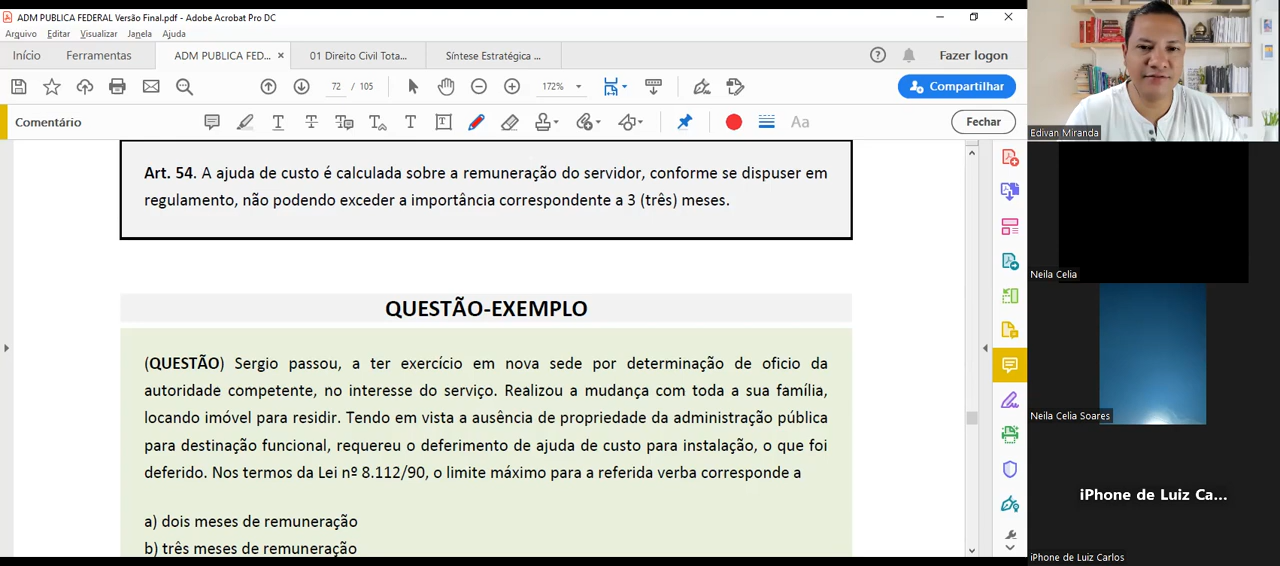 ADM PUBLICA FEDERAL Versão Final.pdf - Adobe Acrobat Pro DC
Arquivo Editar Visualizar Janela Ajuda
Início Ferramentas ADM PUBLICA FED... × 01 Direito Civil Tota... Síntese Estratégica ... Fazer logon
72 / 105 172% Compartilhar
Comentário Fechar
Art. 54. A ajuda de custo é calculada sobre a remuneração do servidor, conforme se dispuser em
regulamento, não podendo exceder a importância correspondente a 3 (três) meses.
QUESTÃO-EXEMPLO
(QUESTÃO) Sergio passou, a ter exercício em nova sede por determinação de oficio da
autoridade competente, no interesse do serviço. Realizou a mudança com toda a sua família,
locando imóvel para residir. Tendo em vista a ausência de propriedade da administração pública
para destinação funcional, requereu o deferimento de ajuda de custo para instalação, o que foi
deferido. Nos termos da Lei nº 8.112/90, o limite máximo para a referida verba corresponde a
a) dois meses de remuneração
b) três meses de remuneração
Edivan Miranda
Neila Celia
Neila Celia Soares
iPhone de Luiz Ca...
iPhone de Luiz Carlos